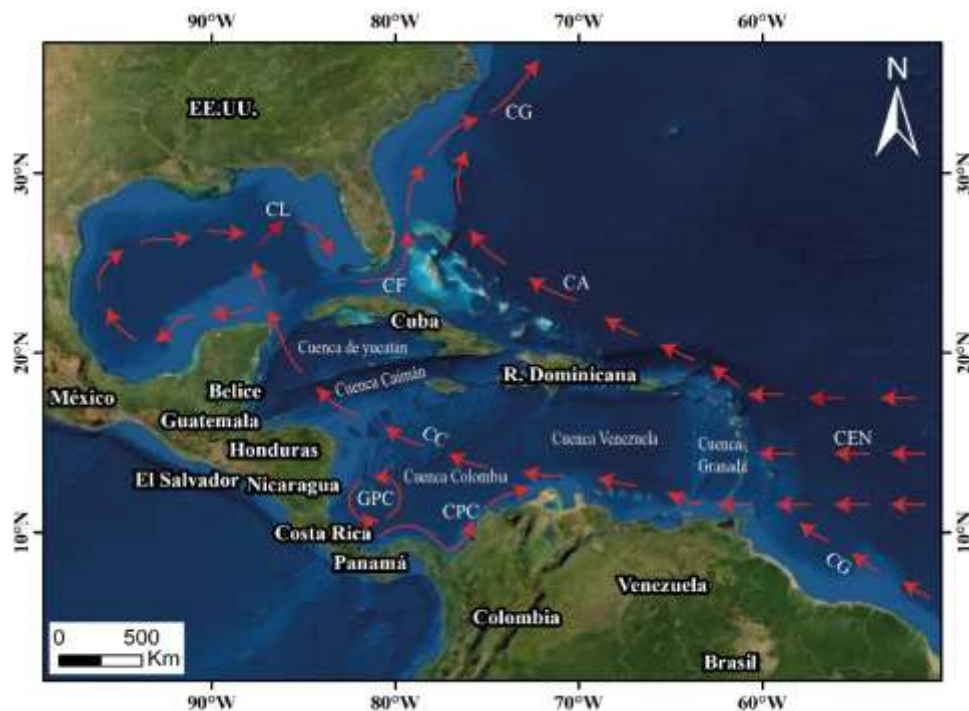 90°W 80°W 70°W 60°W
N
EE.UU.
CG
30°N 30°N
CL
CF
CA
Cuba
20°N 20°N
Cuenca de yucatán
Cuenca Caimán
R. Dominicana
México
Belice
Guatemala
Honduras
CC
Cuenca Venezuela
Cuenca
Granada
CEN
El Salvador
Nicaragua
Cuenca Colombia
GPC
CPC
Costa Rica
10°N 10°N
Panamá
CG
Venezuela
Colombia
Brasil
0 500
Km
90°W 80°W 70°W 60°W